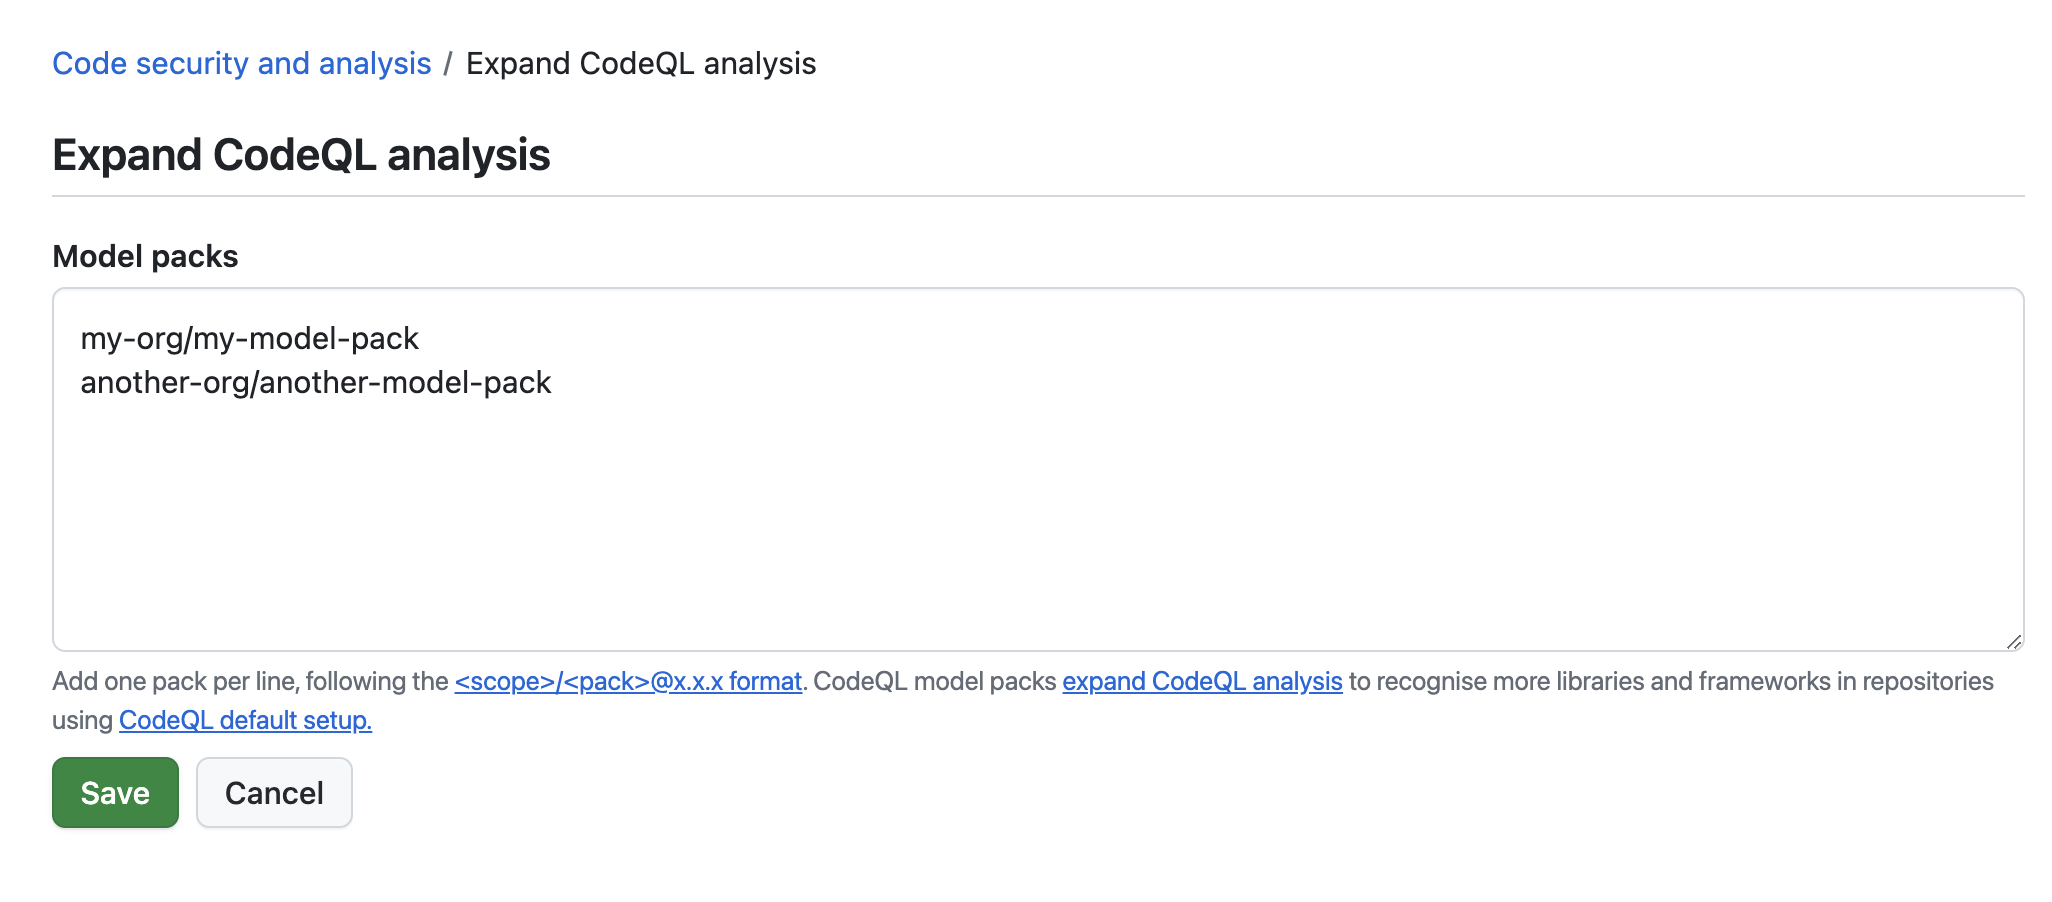 Code security and analysis / Expand CodeQL analysis
Expand CodeQL analysis
Model packs
my-org/my-model-pack
another-org/another-model-pack
Add one pack per line, following the <scope>/<pack>@x.x.x format. CodeQL model packs expand CodeQL analysis to recognise more libraries and frameworks in repositories
using CodeQL default setup.
Save Cancel